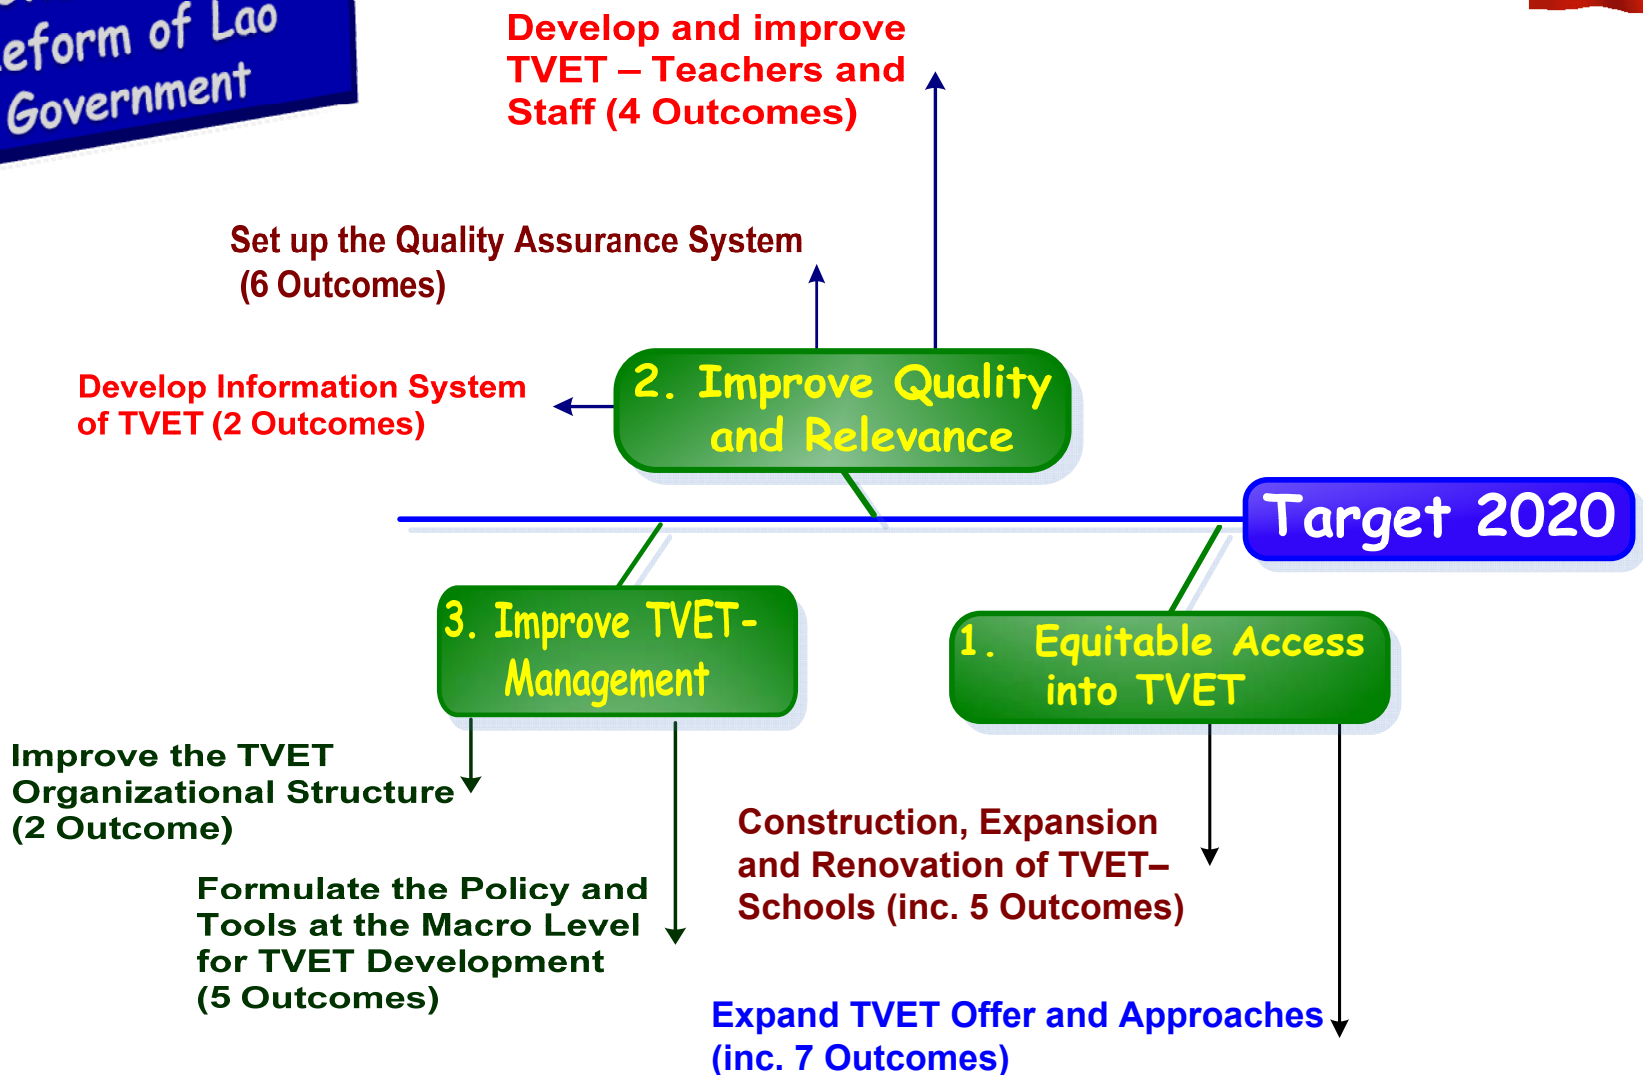 eform of Lao
Government
Develop and improve
TVET – Teachers and
Staff (4 Outcomes)
Set up the Quality Assurance System
(6 Outcomes)
Develop Information System
of TVET (2 Outcomes)
2. Improve Quality
and Relevance
Target 2020
3. Improve TVET-
Management
1. Equitable Access
into TVET
Improve the TVET
Organizational Structure
(2 Outcome)
Formulate the Policy and
Tools at the Macro Level
for TVET Development
(5 Outcomes)
Construction, Expansion
and Renovation of TVET–
Schools (inc. 5 Outcomes)
Expand TVET Offer and Approaches
(inc. 7 Outcomes)